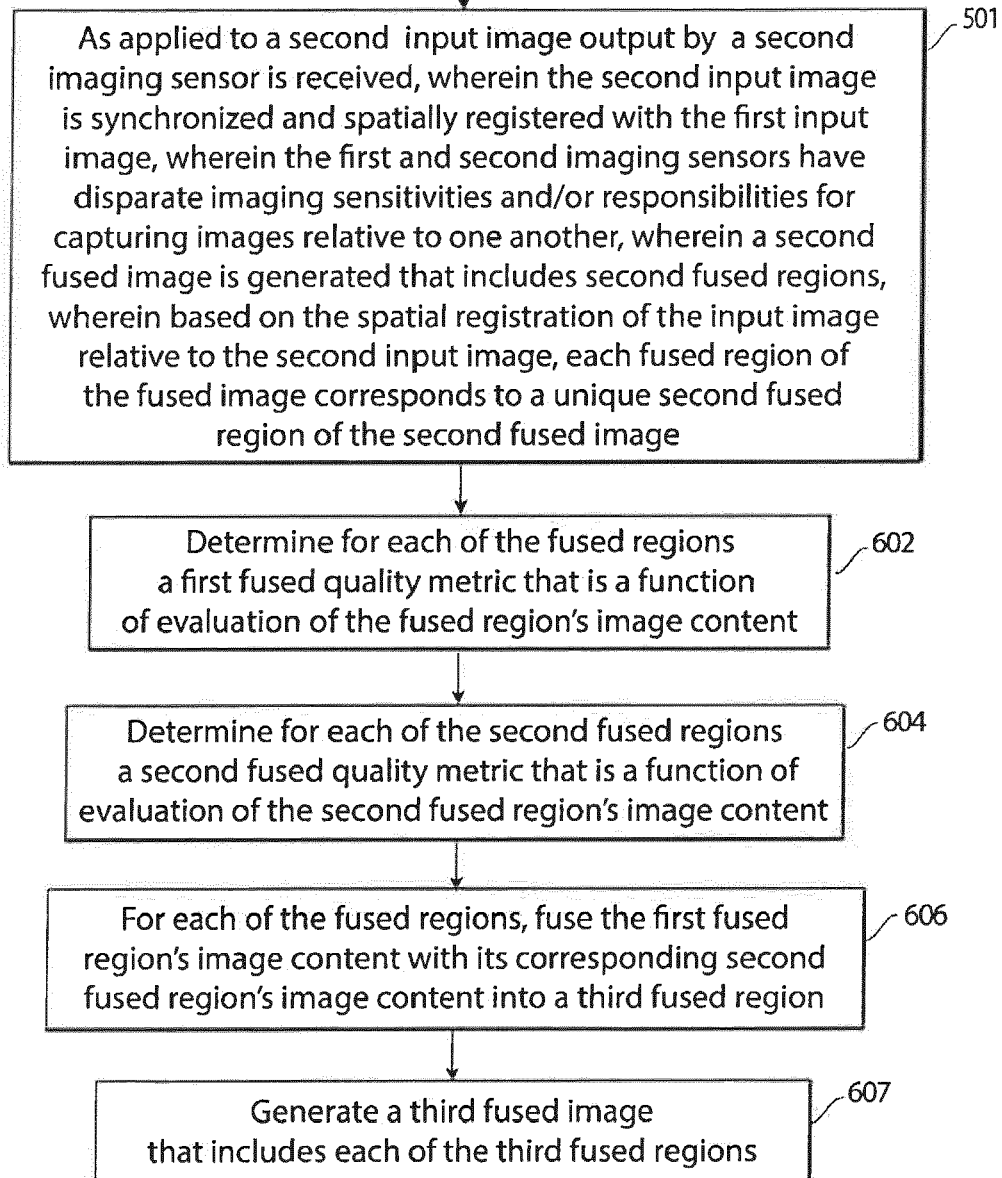 501
As applied to a second input image output by a second
imaging sensor is received, wherein the second input image
is synchronized and spatially registered with the first input
image, wherein the first and second imaging sensors have
disparate imaging sensitivities and/or responsibilities for
capturing images relative to one another, wherein a second
fused image is generated that includes second fused regions,
wherein based on the spatial registration of the input image
relative to the second input image, each fused region of
the fused image corresponds to a unique second fused
region of the second fused image
602
Determine for each of the fused regions
a first fused quality metric that is a function
of evaluation of the fused region's image content
604
Determine for each of the second fused regions
a second fused quality metric that is a function of
evaluation of the second fused region's image content
606
For each of the fused regions, fuse the first fused
region's image content with its corresponding second
fused region's image content into a third fused region
607
Generate a third fused image
that includes each of the third fused regions